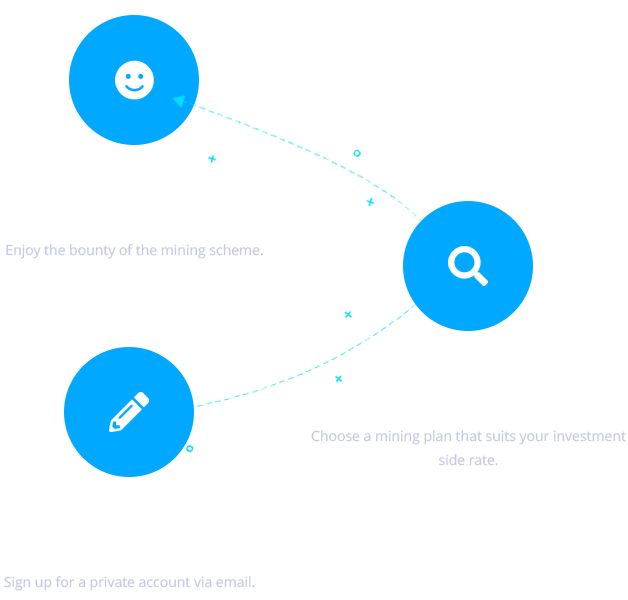 Enjoy the bounty of the mining scheme.
Choose a mining plan that suits your investment
side rate.
Sign up for a private account via email.